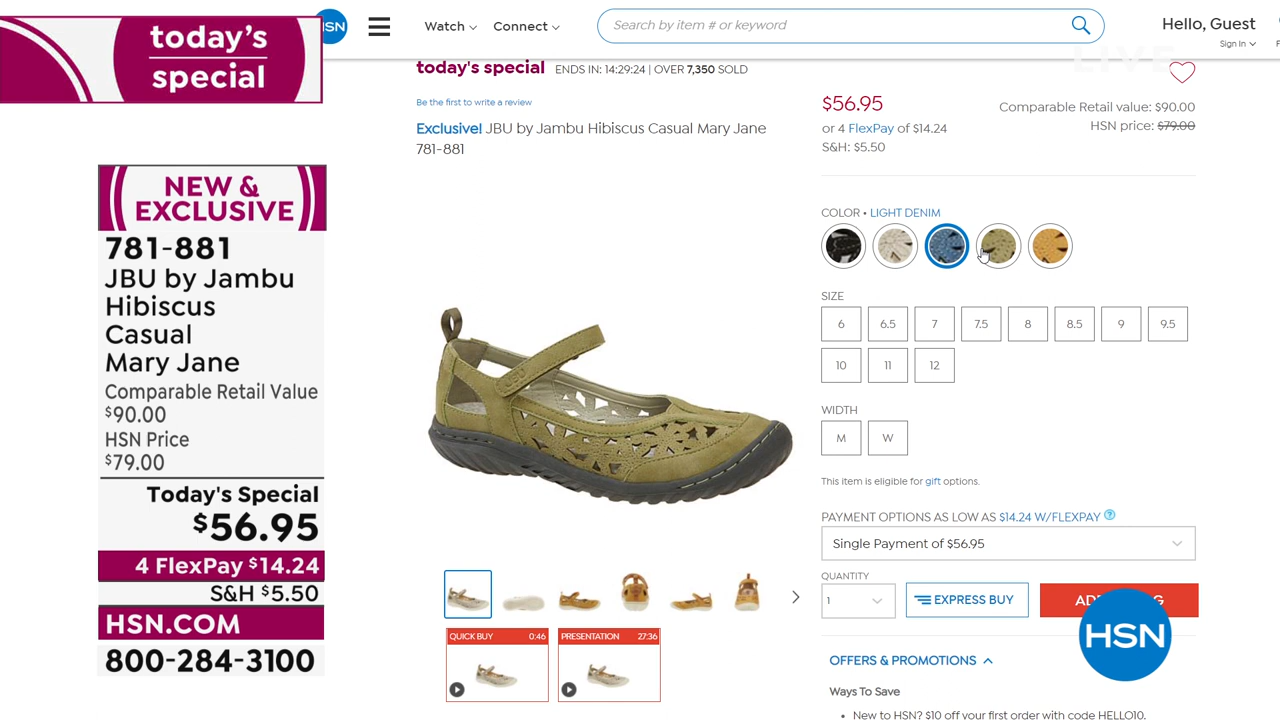 today's
special
HSN
Watch
Connect
Search by item # or keyword
Hello, Guest
Sign In
LIVE
today's special ENDS IN: 14:29:24 | OVER 7,350 SOLD
Be the first to write a review
Exclusive! JBU by Jambu Hibiscus Casual Mary Jane
781-881
$56.95
or 4 FlexPay of $14.24
S&H: $5.50
Comparable Retail value: $90.00
HSN price: $79.00
NEW &
EXCLUSIVE
781-881
JBU by Jambu
Hibiscus
Casual
Mary Jane
Comparable Retail Value
$90.00
HSN Price
$79.00
Today's Special
$56.95
4 FlexPay $14.24
S&H $5.50
HSN.COM
800-284-3100
JBU
QUICK BUY 0:46
PRESENTATION 27:36
COLOR • LIGHT DENIM
SIZE
6 6.5 7 7.5 8 8.5 9 9.5
10 11 12
WIDTH
M W
This item is eligible for gift options.
PAYMENT OPTIONS AS LOW AS $14.24 W/FLEXPAY ?
Single Payment of $56.95
QUANTITY
1
EXPRESS BUY
HSN
OFFERS & PROMOTIONS
Ways To Save
• New to HSN? $10 off your first order with code HELLO10.